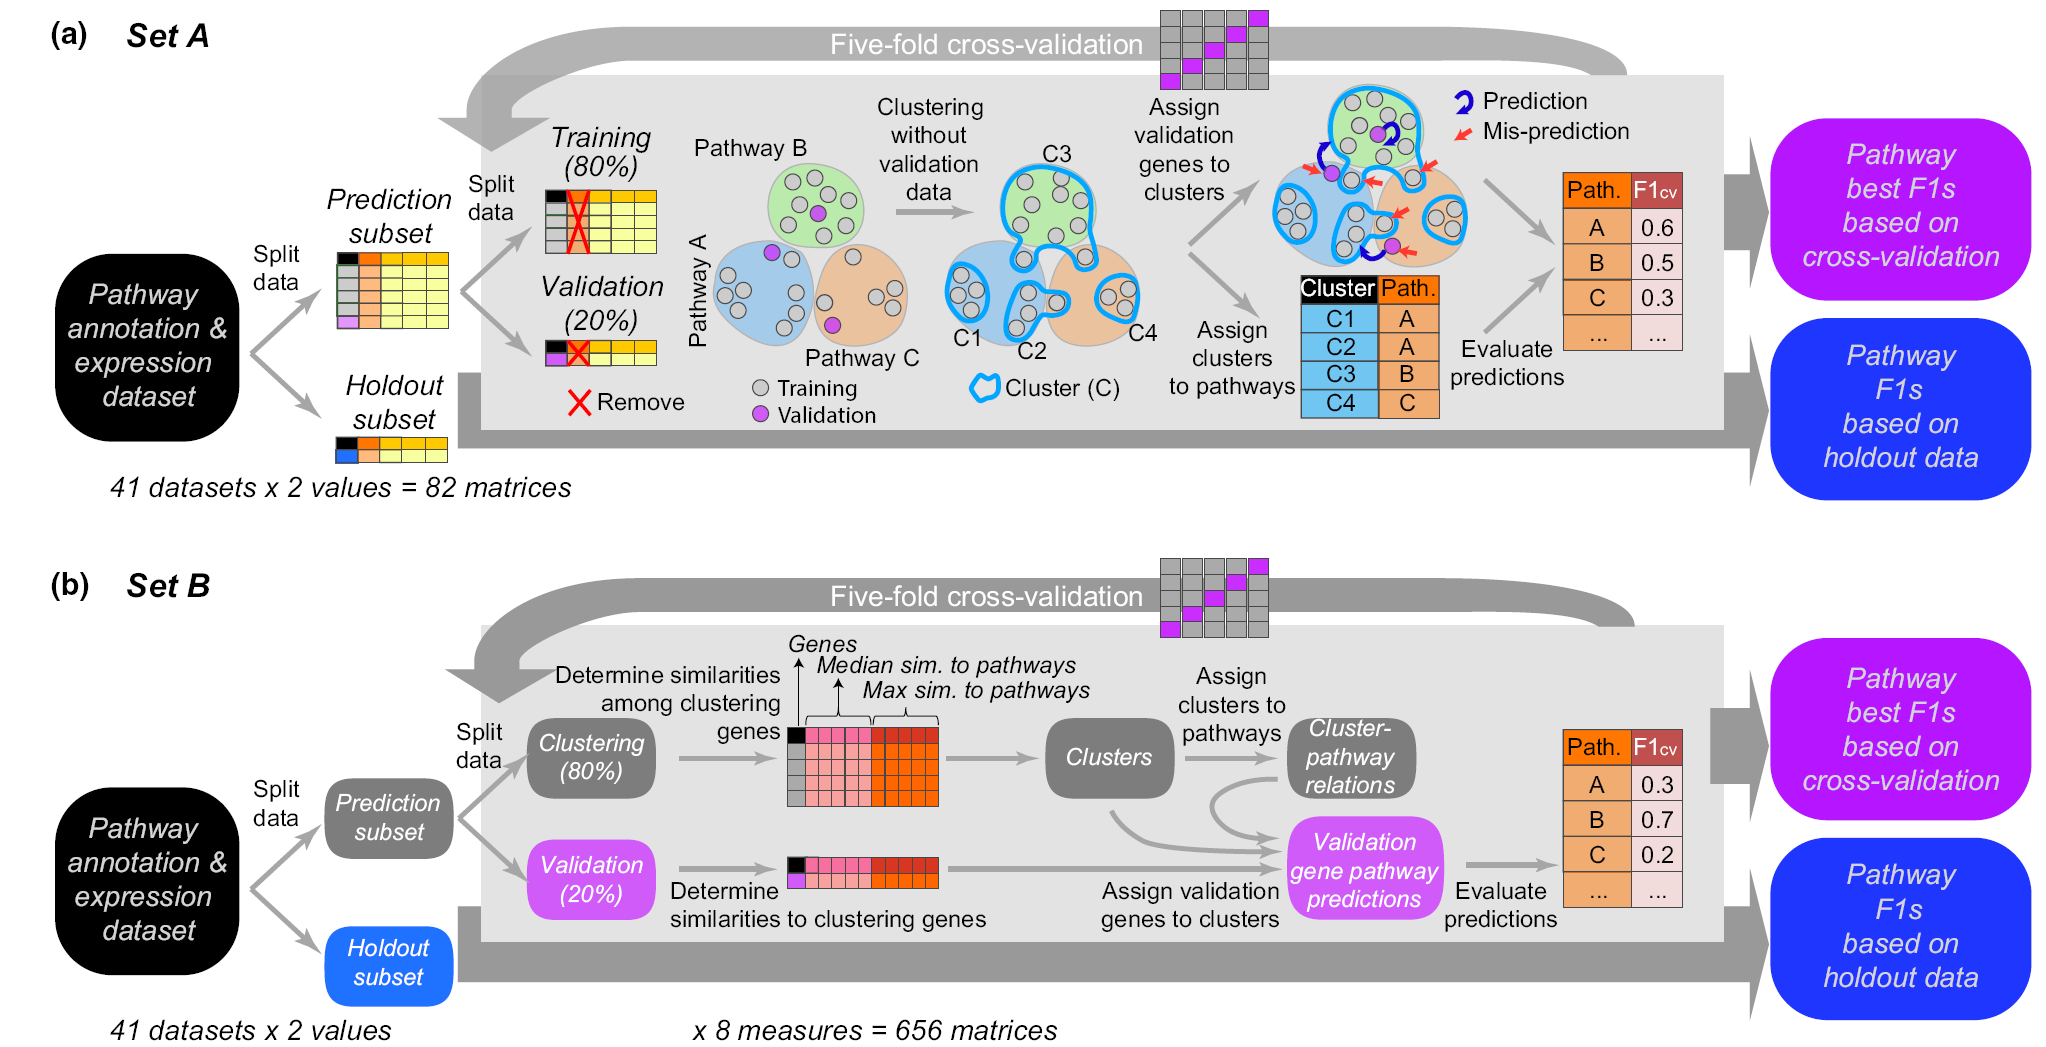 (a) Set A
Five-fold cross-validation
Pathway
annotation &
expression
dataset
Split
data
Prediction
subset
Holdout
subset
41 datasets x 2 values = 82 matrices
Split
data
Training
(80%)
Validation
(20%)
Remove
Pathway B
Pathway A
Pathway C
Training
Validation
Clustering
without
validation
data
C3
C1
C2
C4
Cluster (C)
Assign
validation
genes to
clusters
Assign
clusters
to pathways
Prediction
Mis-prediction
Cluster Path.
C1 A
C2 A
C3 B
C4 C
Evaluate
predictions
Path. F1cv
A 0.6
B 0.5
C 0.3
... ...
Pathway
best F1s
based on
cross-validation
Pathway
F1s
based on
holdout data
(b) Set B
Five-fold cross-validation
Pathway
annotation &
expression
dataset
Split
data
Prediction
subset
Holdout
subset
41 datasets x 2 values
x 8 measures = 656 matrices
Split
data
Clustering
(80%)
Validation
(20%)
Determine similarities
among clustering
genes
Genes
Median sim. to pathways
Max sim. to pathways
Determine
similarities to clustering genes
Clusters
Assign
clusters to
pathways
Cluster-
pathway
relations
Assign validation
genes to clusters
Validation
gene pathway
predictions
Evaluate
predictions
Path. F1cv
A 0.3
B 0.7
C 0.2
... ...
Pathway
best F1s
based on
cross-validation
Pathway
F1s
based on
holdout data